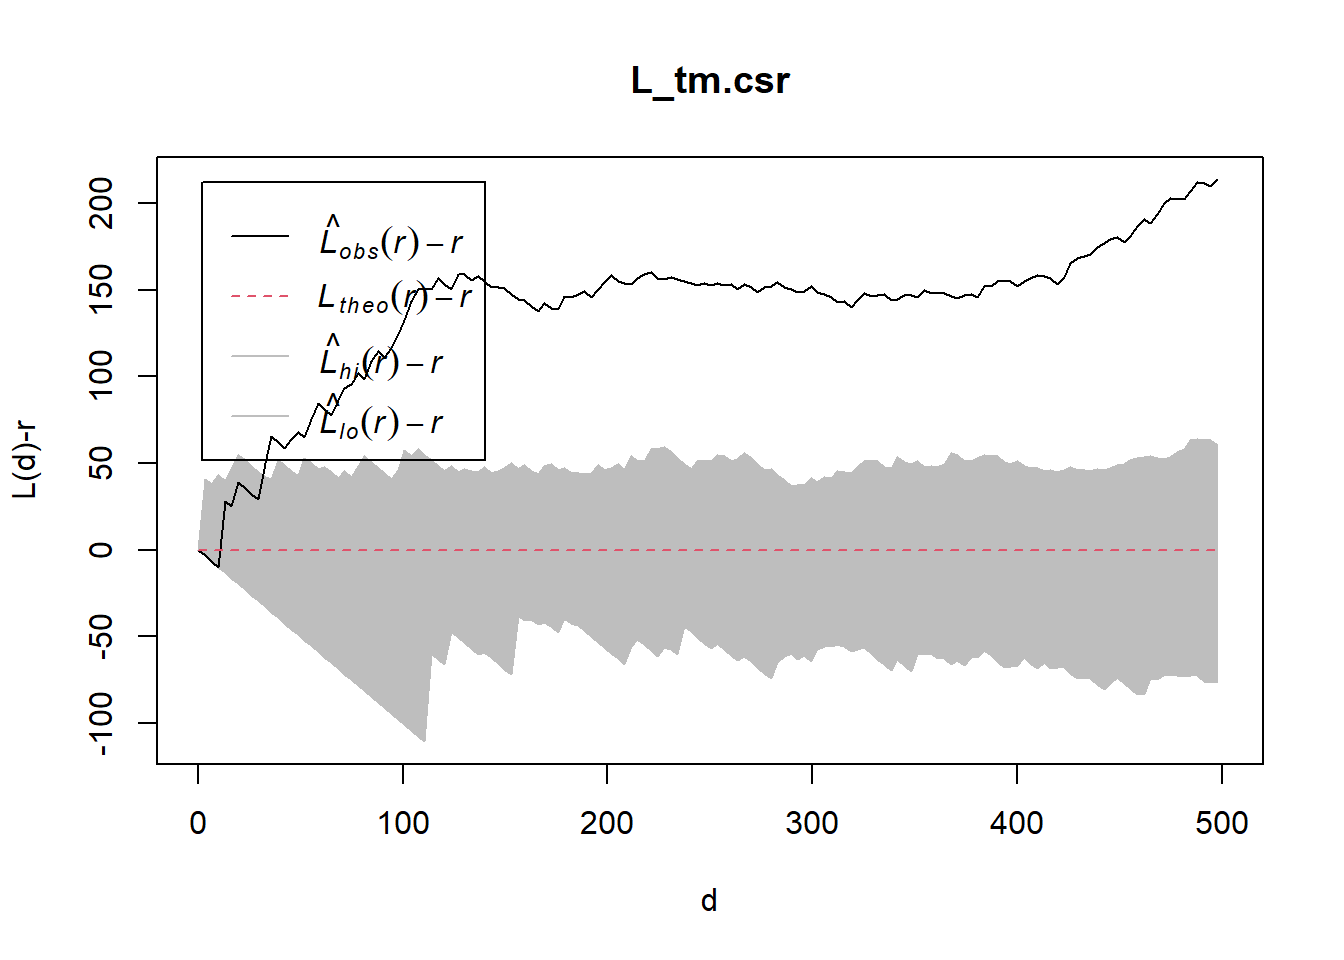 L_tm.csr
L(d)-r
200
150
100
50
0
-50
-100
L̂obs(r) − r
Ltheo(r) − r
L̂hi(r) − r
L̂lo(r) − r
0 100 200 300 400 500
d